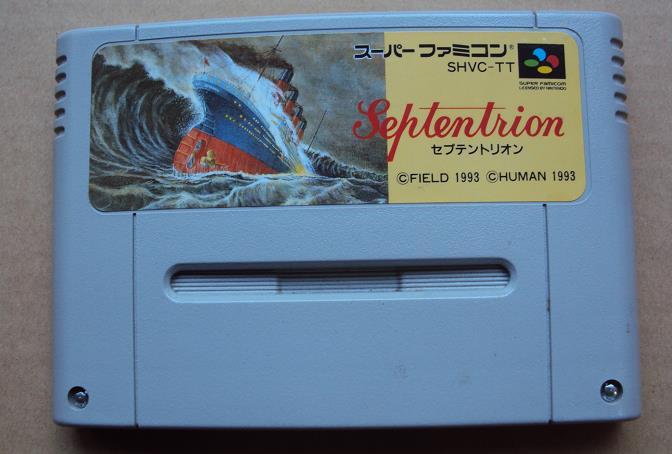 スーパーファミコン®
SHVC-TT
SUPER FAMICOM
LICENSED BY NINTENDO
Septentrion
セプテントリオン
©FIELD 1993 ©HUMAN 1993